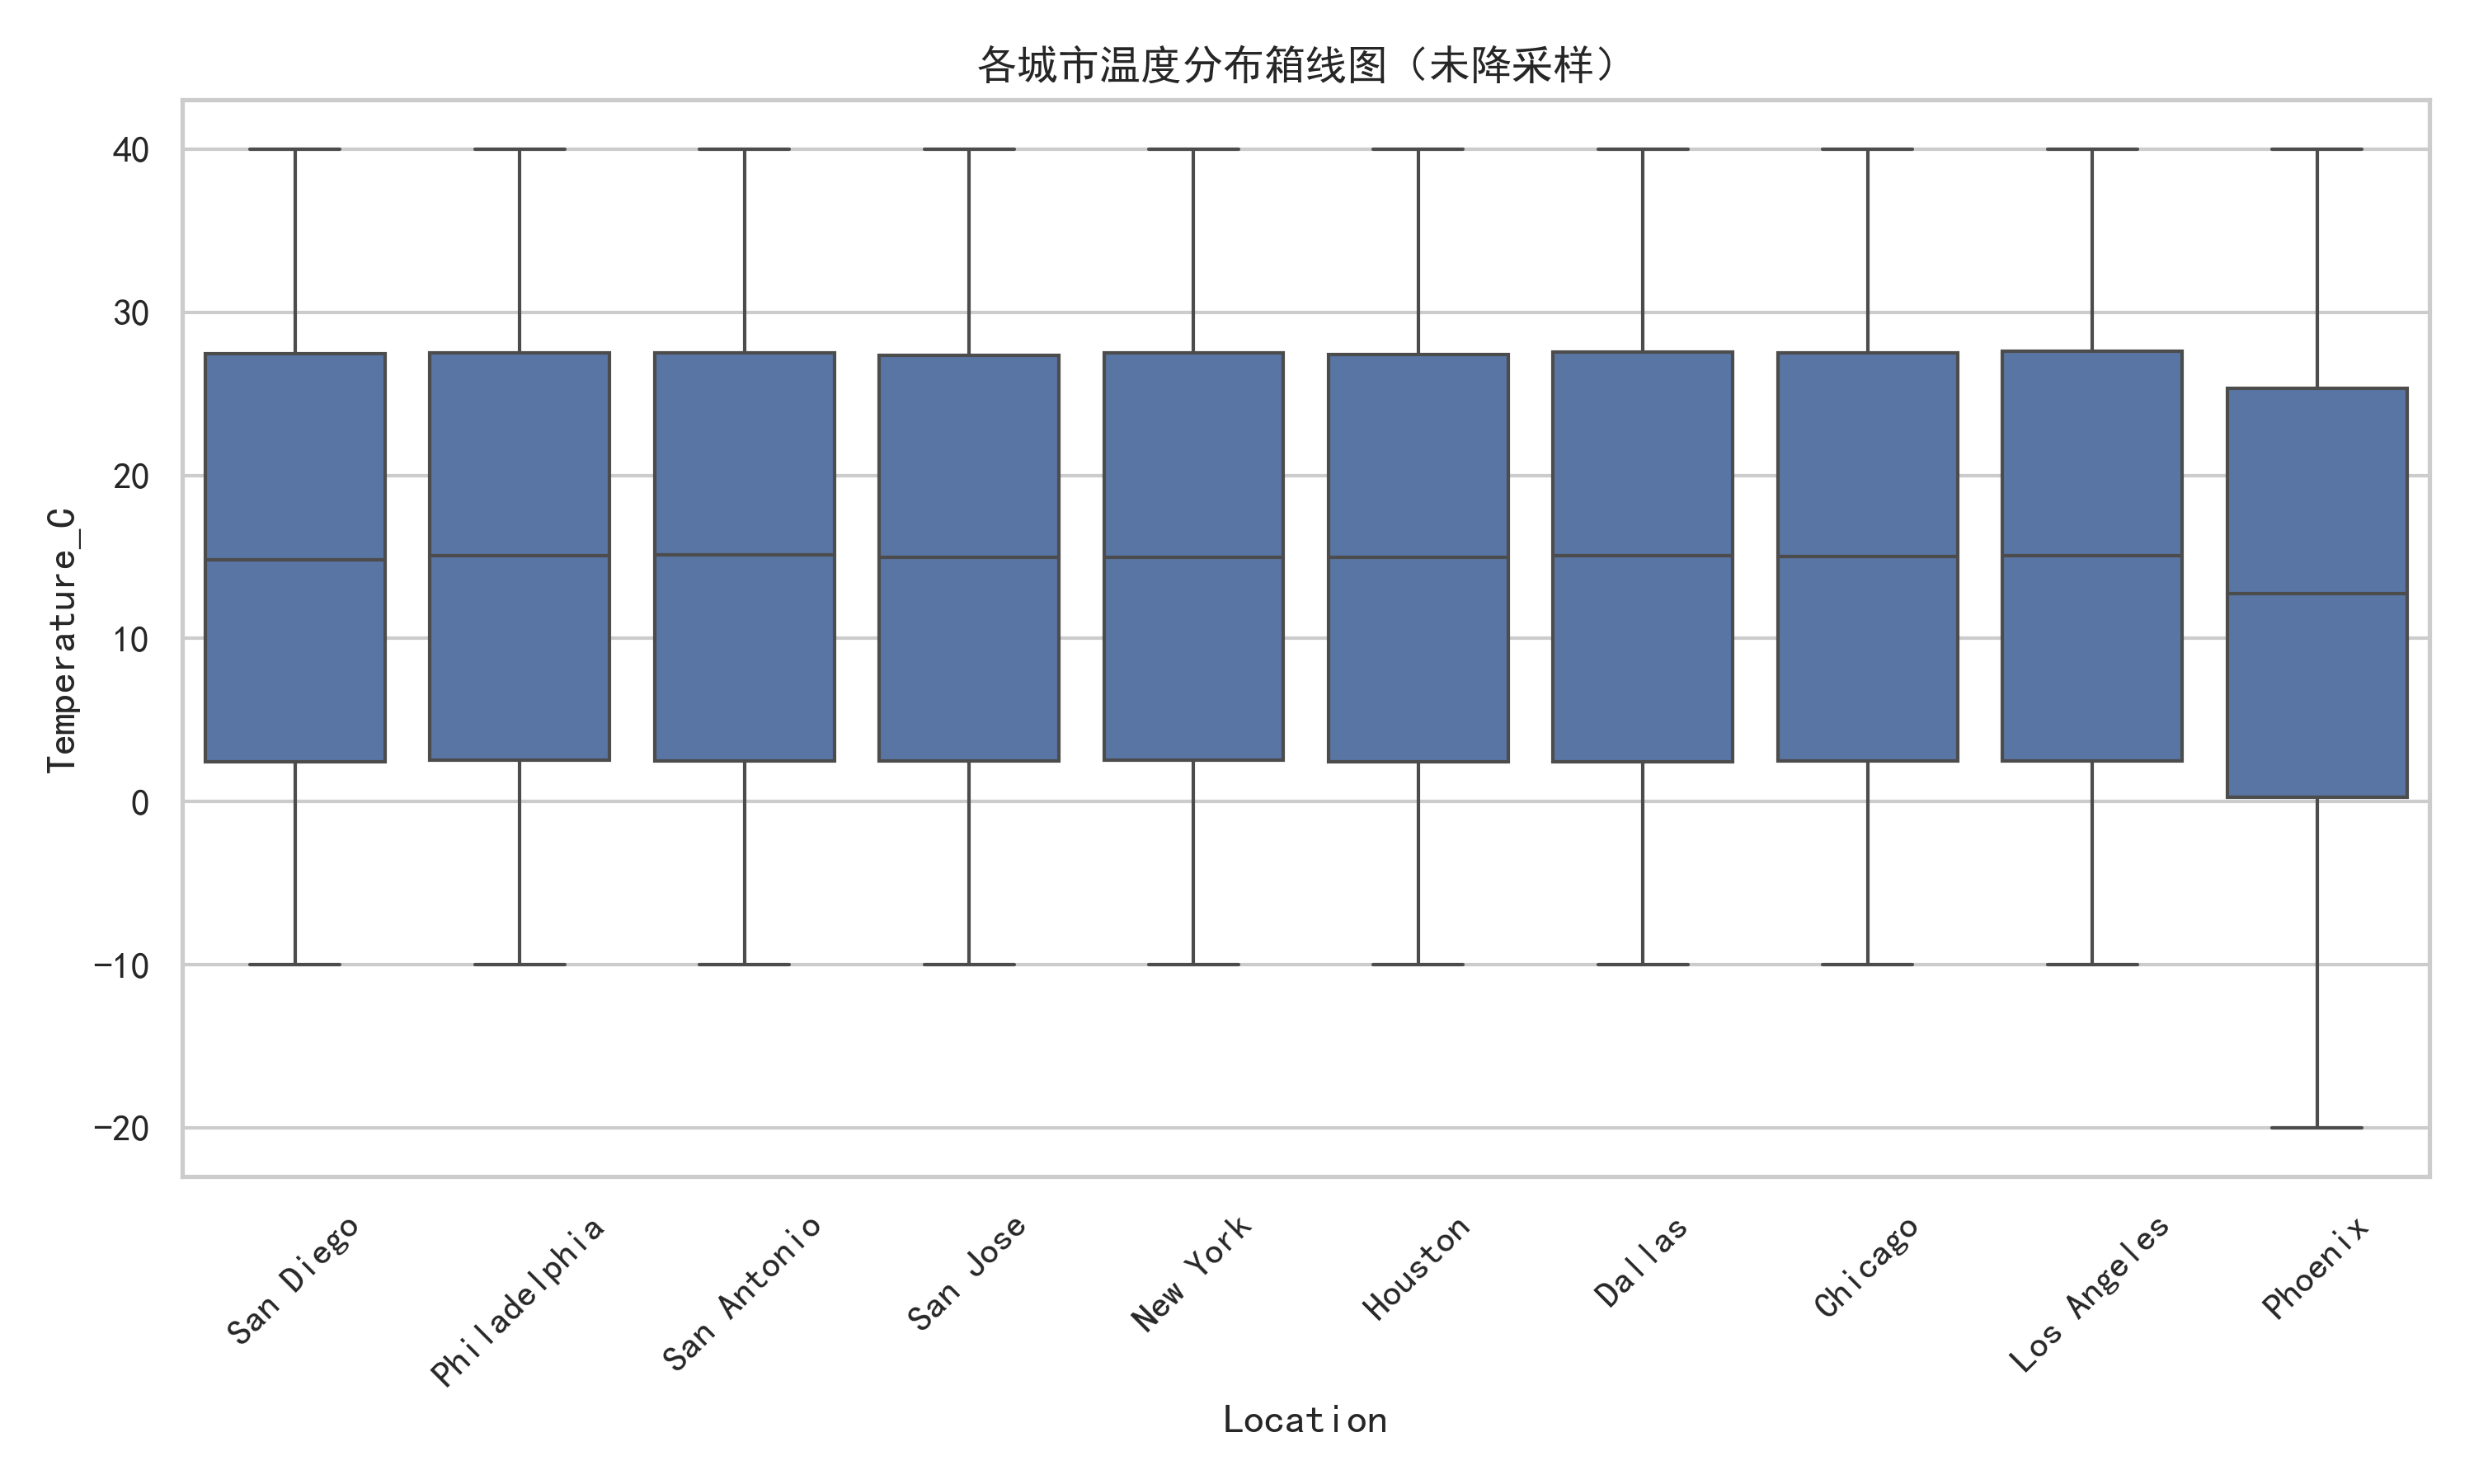 各城市温度分布箱线图（未降采样）
Temperature_C
40
30
20
10
0
−10
−20
San Diego
Philadelphia
San Antonio
San Jose
New York
Houston
Dallas
Chicago
Los Angeles
Phoenix
Location